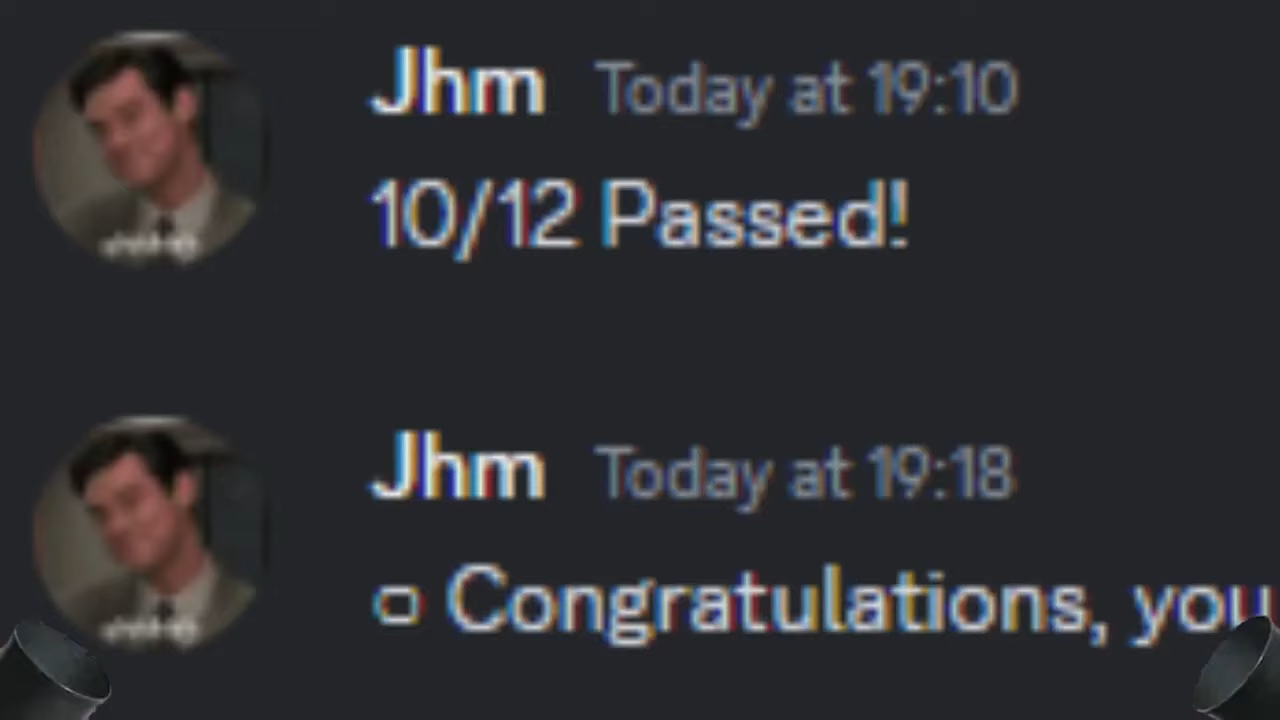 Jhm Today at 19:10
10/12 Passed!
Jhm Today at 19:18
o Congratulations, you